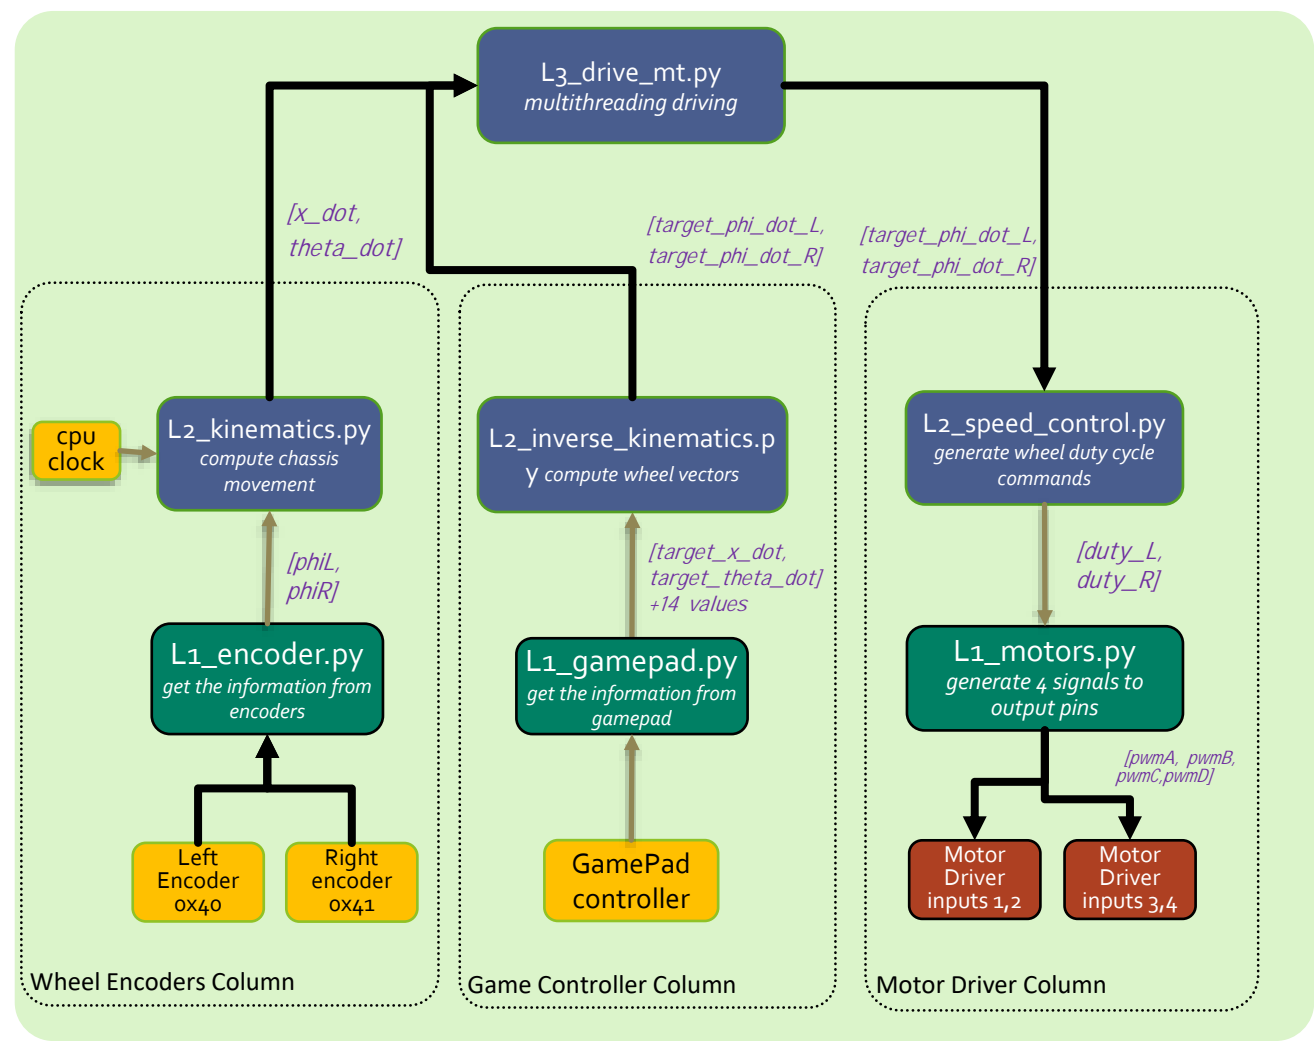 L3_drive_mt.py
multithreading driving
[x_dot,
theta_dot]
[target_phi_dot_L,
target_phi_dot_R]
[target_phi_dot_L,
target_phi_dot_R]
cpu
clock
L2_kinematics.py
compute chassis
movement
L2_inverse_kinematics.p
y compute wheel vectors
L2_speed_control.py
generate wheel duty cycle
commands
[phiL,
phiR]
[target_x_dot,
target_theta_dot]
+14 values
[duty_L,
duty_R]
L1_encoder.py
get the information from
encoders
L1_gamepad.py
get the information from
gamepad
L1_motors.py
generate 4 signals to
output pins
[pwmA, pwmB,
pwmC,pwmD]
Left
Encoder
0x40
Right
encoder
0x41
GamePad
controller
Motor
Driver
inputs 1,2
Motor
Driver
inputs 3,4
Wheel Encoders Column
Game Controller Column
Motor Driver Column